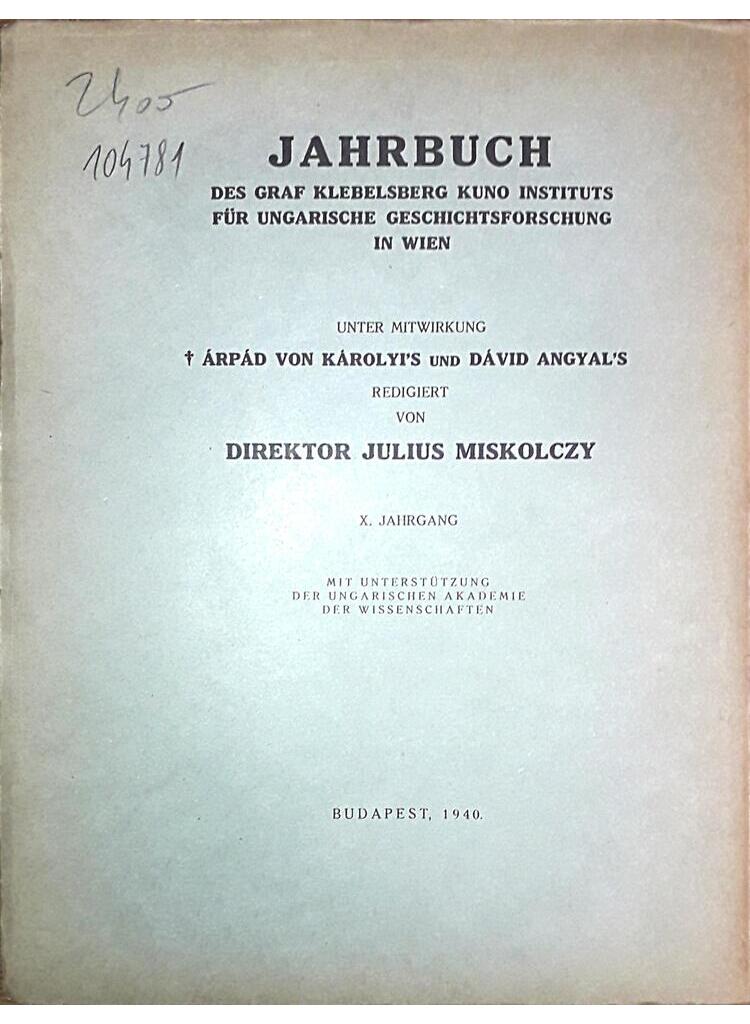 104781
JAHRBUCH
DES GRAF KLEBELSBERG KUNO INSTITUTS
FÜR UNGARISCHE GESCHICHTSFORSCHUNG
IN WIEN
UNTER MITWIRKUNG
† ÁRPÁD VON KÁROLYI'S UND DÁVID ANGYAL'S
REDIGIERT
VON
DIREKTOR JULIUS MISKOLCZY
X. JAHRGANG
MIT UNTERSTÜTZUNG
DER UNGARISCHEN AKADEMIE
DER WISSENSCHAFTEN
BUDAPEST, 1940.